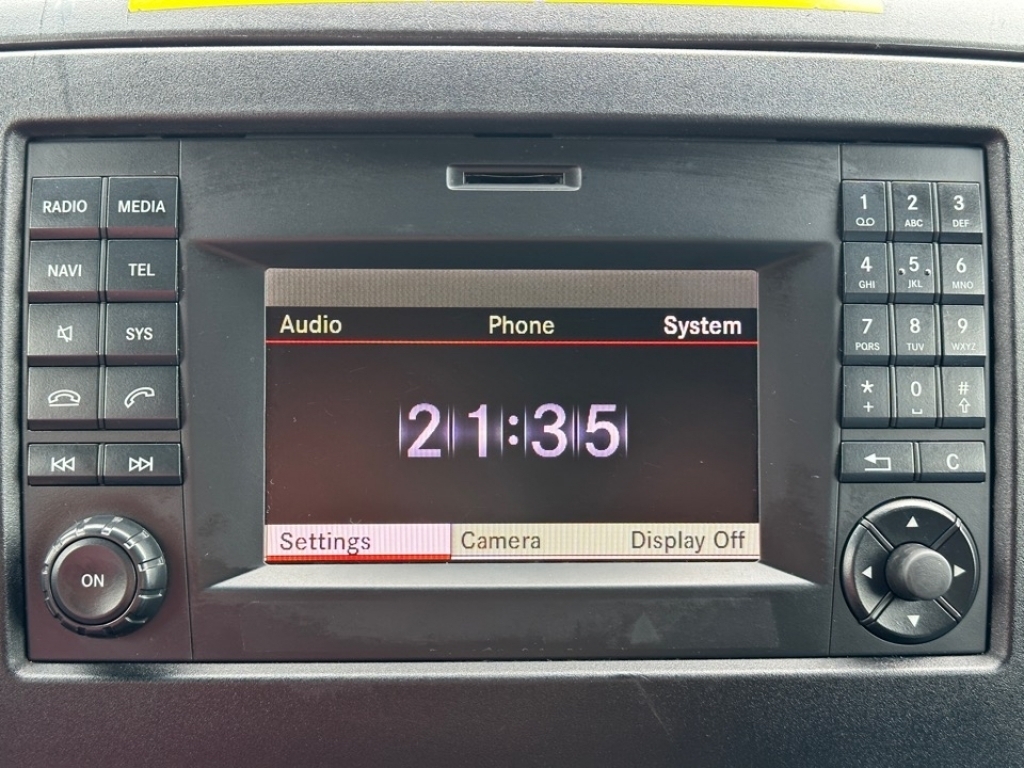 RADIO MEDIA
NAVI TEL
SYS
ON
Audio Phone System
21:35
Settings Camera Display Off
1 2 ABC 3 DEF
4 GHI 5 JKL 6 MNO
7 PQRS 8 TUV 9 WXYZ
* + 0 #
C